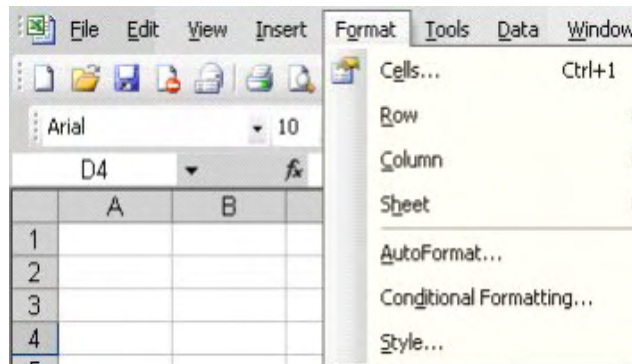 File Edit View Insert Format Tools Data Window
Cells... Ctrl+1
Arial 10
Row
D4 fx
Column
A B
Sheet
1
2
AutoFormat...
3
Conditional Formatting...
4
Style...